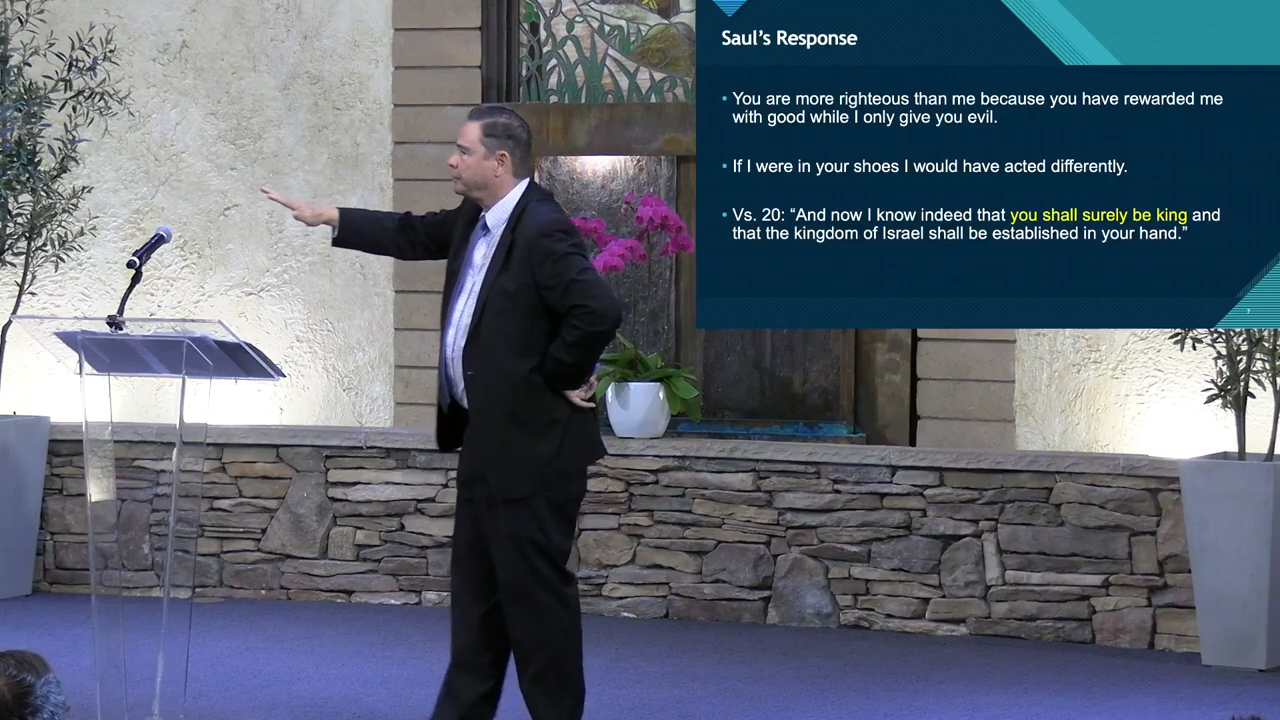 Saul's Response
• You are more righteous than me because you have rewarded me
with good while I only give you evil.
• If I were in your shoes I would have acted differently.
• Vs. 20: “And now I know indeed that you shall surely be king and
that the kingdom of Israel shall be established in your hand.”
7